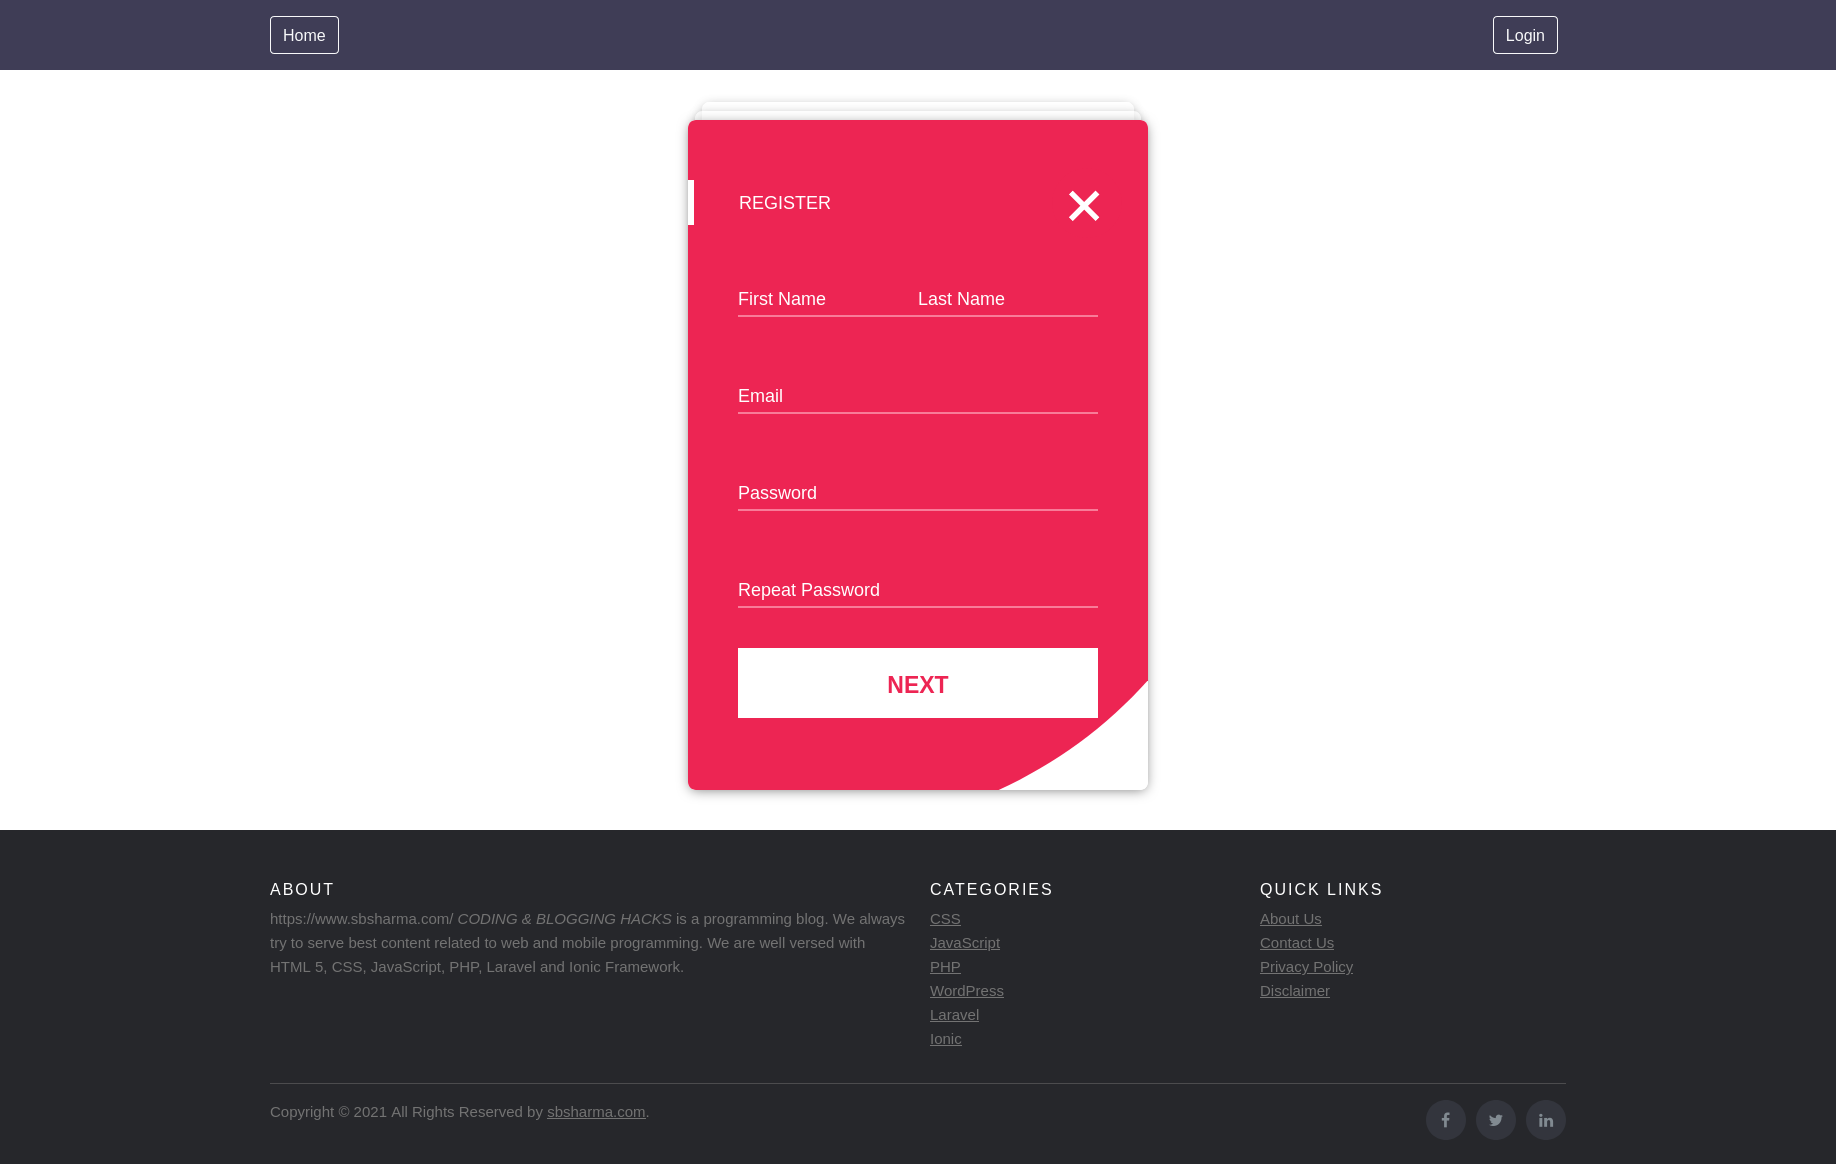 Home
Login
REGISTER
First Name Last Name
Email
Password
Repeat Password
NEXT
ABOUT
https://www.sbsharma.com/ CODING & BLOGGING HACKS is a programming blog. We always
try to serve best content related to web and mobile programming. We are well versed with
HTML 5, CSS, JavaScript, PHP, Laravel and Ionic Framework.
CATEGORIES
CSS
JavaScript
PHP
WordPress
Laravel
Ionic
QUICK LINKS
About Us
Contact Us
Privacy Policy
Disclaimer
Copyright © 2021 All Rights Reserved by sbsharma.com.